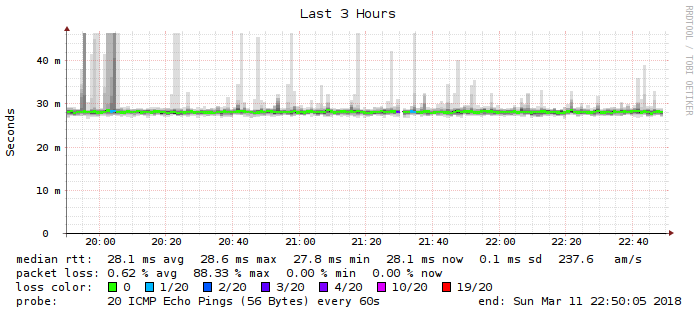 Last 3 Hours
RRDTOOL / TOBI OETIKER
Seconds
40 m
30 m
20 m
10 m
0
20:00 20:20 20:40 21:00 21:20 21:40 22:00 22:20 22:40
median rtt: 28.1 ms avg 28.6 ms max 27.8 ms min 28.1 ms now 0.1 ms sd 237.6 am/s
packet loss: 0.62 % avg 88.33 % max 0.00 % min 0.00 % now
loss color: 0 1/20 2/20 3/20 4/20 10/20 19/20
probe: 20 ICMP Echo Pings (56 Bytes) every 60s end: Sun Mar 11 22:50:05 2018